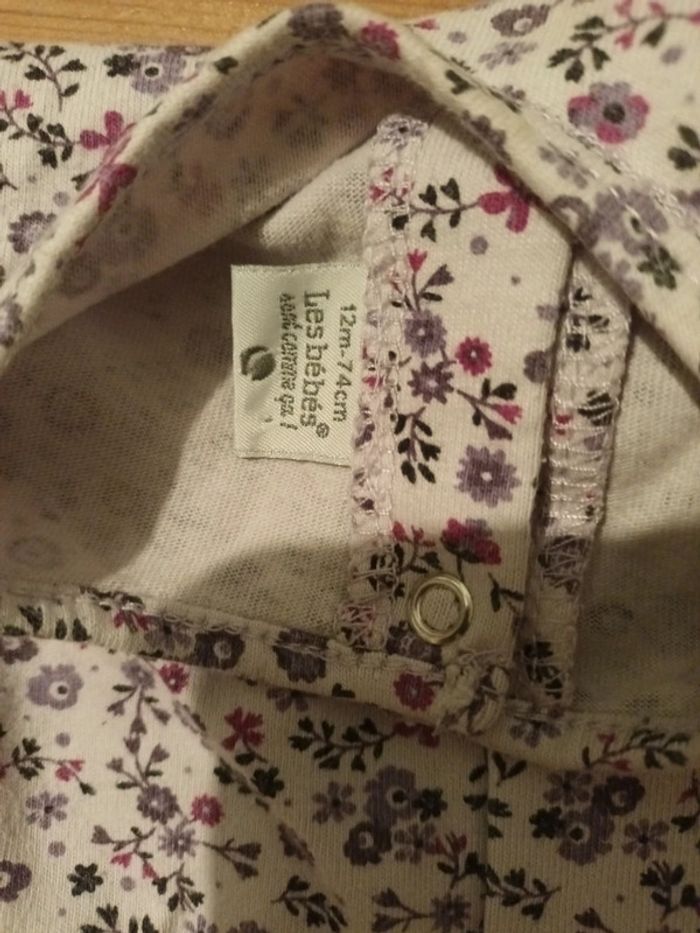 12m-74cm
Les bébés®
sont comme ça !